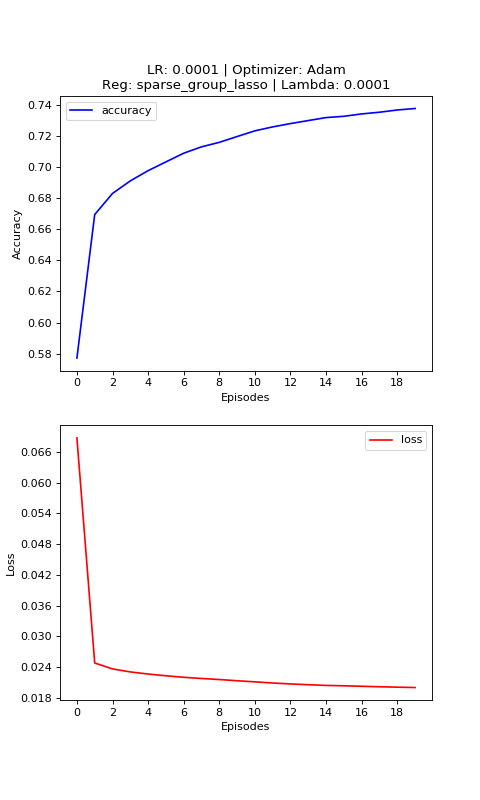 LR: 0.0001 | Optimizer: Adam
Reg: sparse_group_lasso | Lambda: 0.0001
accuracy
0.74
0.72
0.70
0.68
0.66
0.64
0.62
0.60
0.58
Accuracy
0 2 4 6 8 10 12 14 16 18
Episodes
loss
0.066
0.060
0.054
0.048
0.042
0.036
0.030
0.024
0.018
Loss
0 2 4 6 8 10 12 14 16 18
Episodes